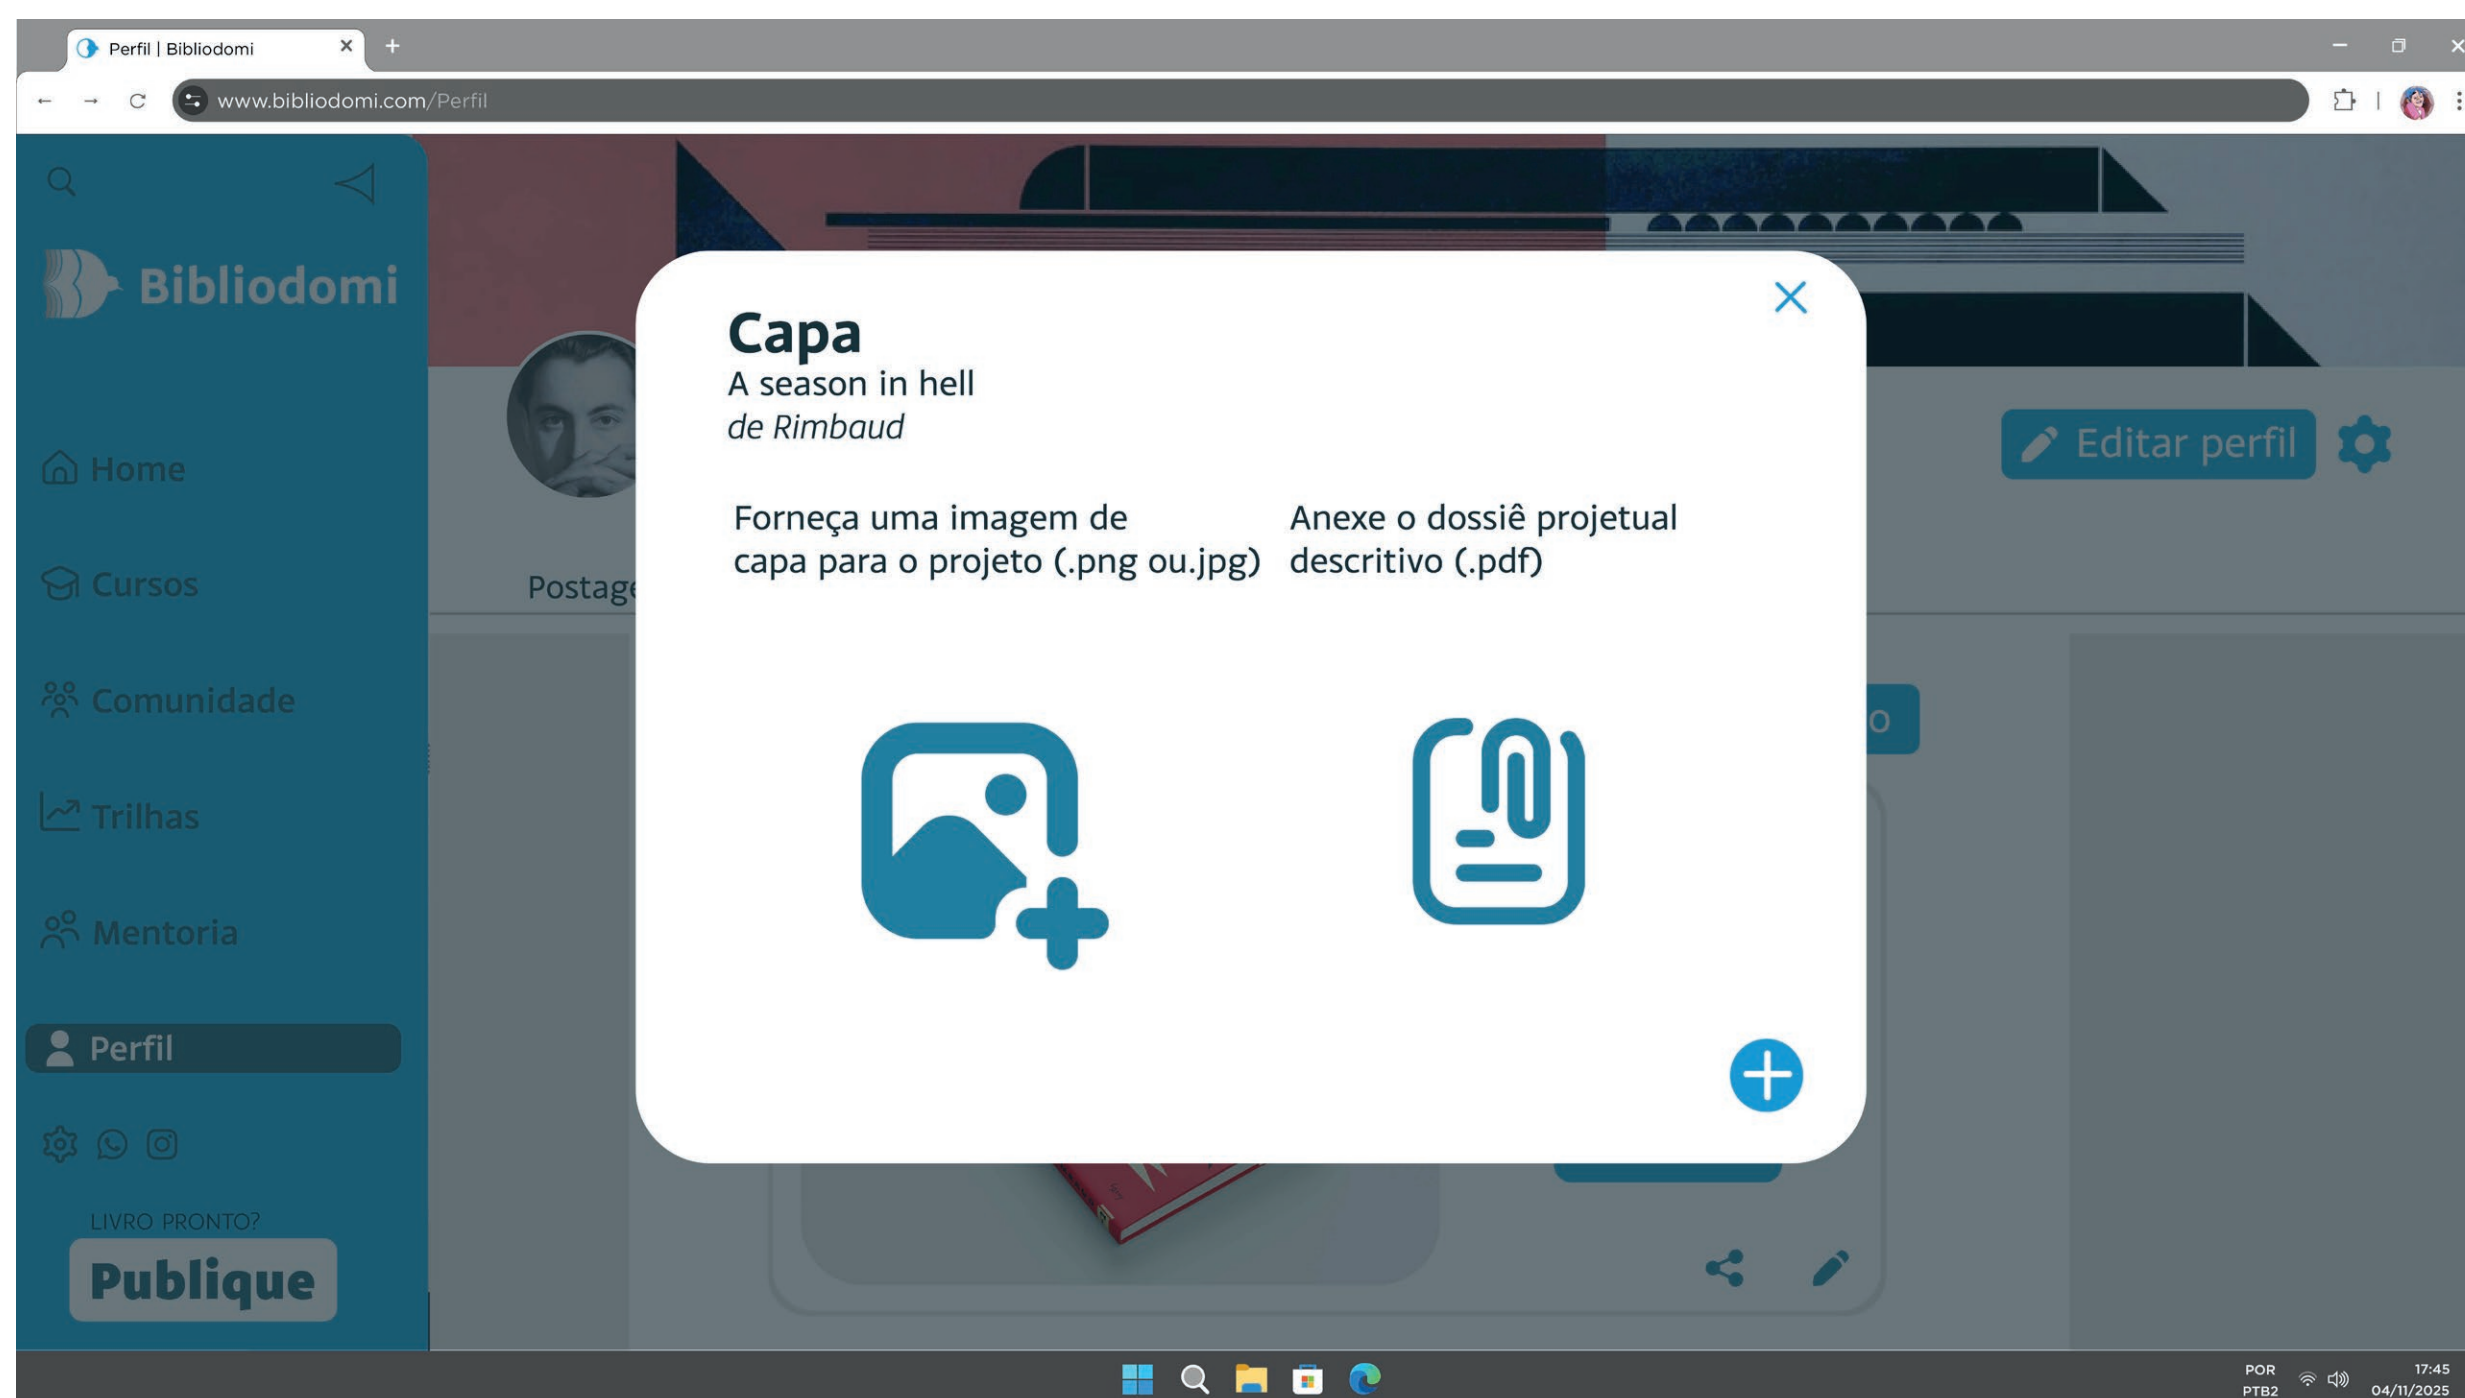 Perfil | Bibliodomi
www.bibliodomi.com/Perfil
Bibliodomi
Home
Cursos
Comunidade
Trilhas
Mentoria
Perfil
LIVRO PRONTO?
Publique
Editar perfil
Postage
o
Capa
A season in hell
de Rimbaud
Forneça uma imagem de
capa para o projeto (.png ou.jpg)
Anexe o dossiê projetual
descritivo (.pdf)
POR
PTB2
17:45
04/11/2025